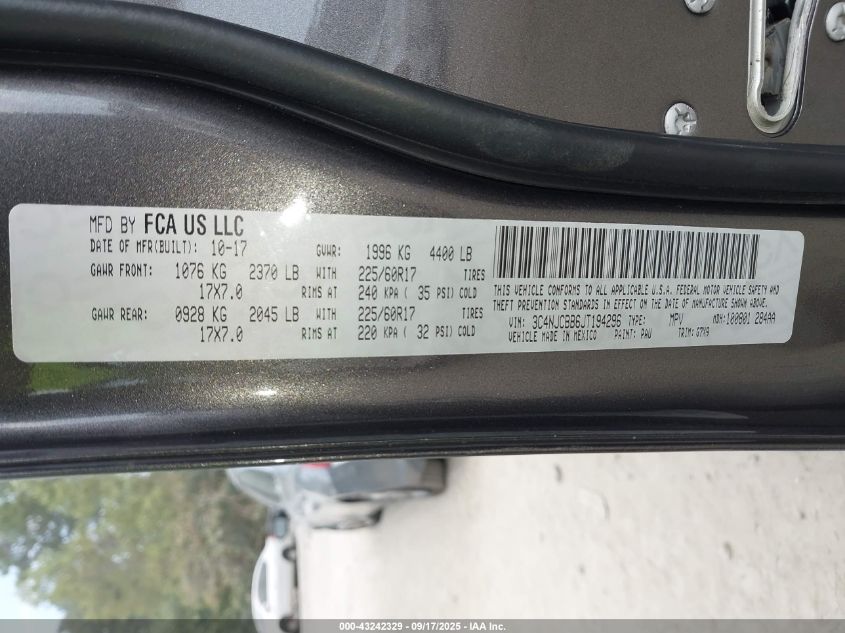 MFD BY FCA US LLC
DATE OF MFR(BUILT): 10-17 GVWR: 1996 KG 4400 LB
GAWR FRONT: 1076 KG 2370 LB WITH 225/60R17 TIRES
17X7.0 RIMS AT 240 KPA ( 35 PSI) COLD
GAWR REAR: 0928 KG 2045 LB WITH 225/60R17 TIRES
17X7.0 RIMS AT 220 KPA ( 32 PSI) COLD
THIS VEHICLE CONFORMS TO ALL APPLICABLE U.S.A. FEDERAL MOTOR VEHICLE SAFETY AND
THEFT PREVENTION STANDARDS IN EFFECT ON THE DATE OF MANUFACTURE SHOWN ABOVE.
VIN: 3C4NJCBB6JT194296 TYPE: MPV MDH:100901 284AA
VEHICLE MADE IN MEXICO PAINT: PAU TRIM: G7X9
000-43242329 - 09/17/2025 - IAA Inc.